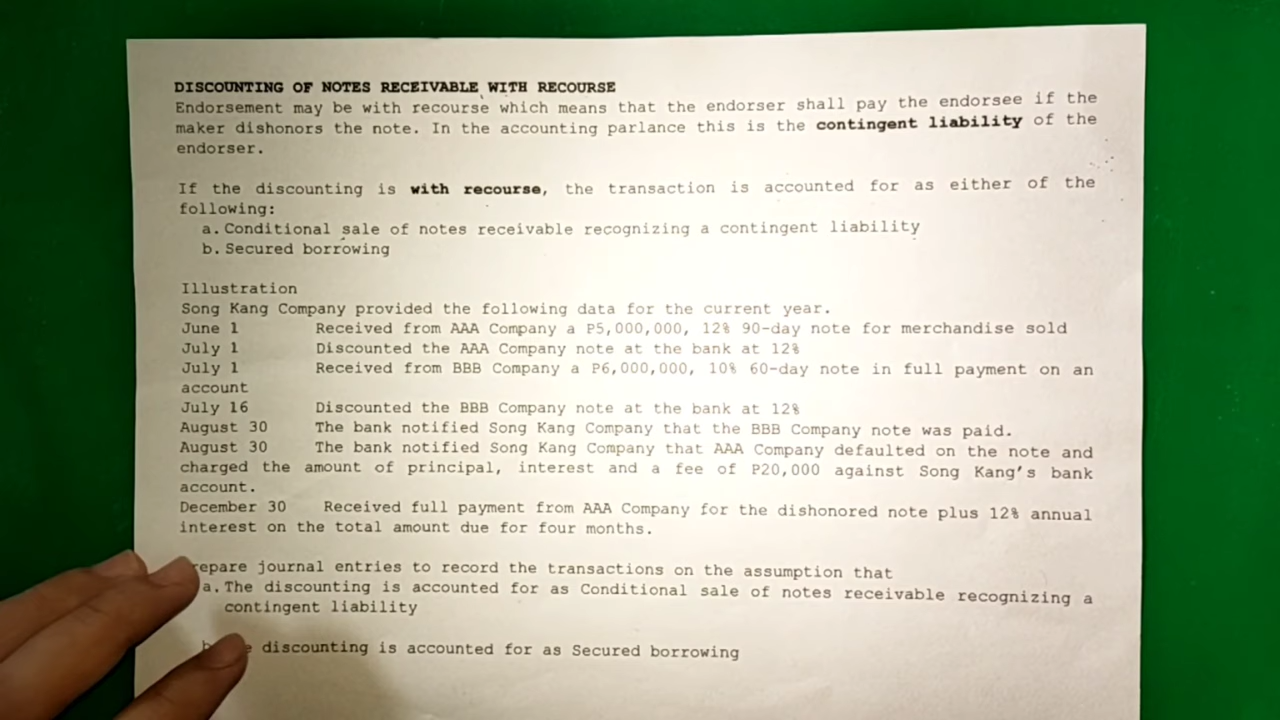 DISCOUNTING OF NOTES RECEIVABLE WITH RECOURSE
Endorsement may be with recourse which means that the endorser shall pay the endorsee if the
maker dishonors the note. In the accounting parlance this is the contingent liability of the
endorser.
If the discounting is with recourse, the transaction is accounted for as either of the
following:
a. Conditional sale of notes receivable recognizing a contingent liability
b. Secured borrowing
Illustration
Song Kang Company provided the following data for the current year.
June 1 Received from AAA Company a P5,000,000, 12% 90-day note for merchandise sold
July 1 Discounted the AAA Company note at the bank at 12%
July 1 Received from BBB Company a P6,000,000, 10% 60-day note in full payment on an
account
July 16 Discounted the BBB Company note at the bank at 12%
August 30 The bank notified Song Kang Company that the BBB Company note was paid.
August 30 The bank notified Song Kang Company that AAA Company defaulted on the note and
charged the amount of principal, interest and a fee of P20,000 against Song Kang's bank
account.
December 30 Received full payment from AAA Company for the dishonored note plus 12% annual
interest on the total amount due for four months.
repare journal entries to record the transactions on the assumption that
a. The discounting is accounted for as Conditional sale of notes receivable recognizing a
contingent liability
discounting is accounted for as Secured borrowing